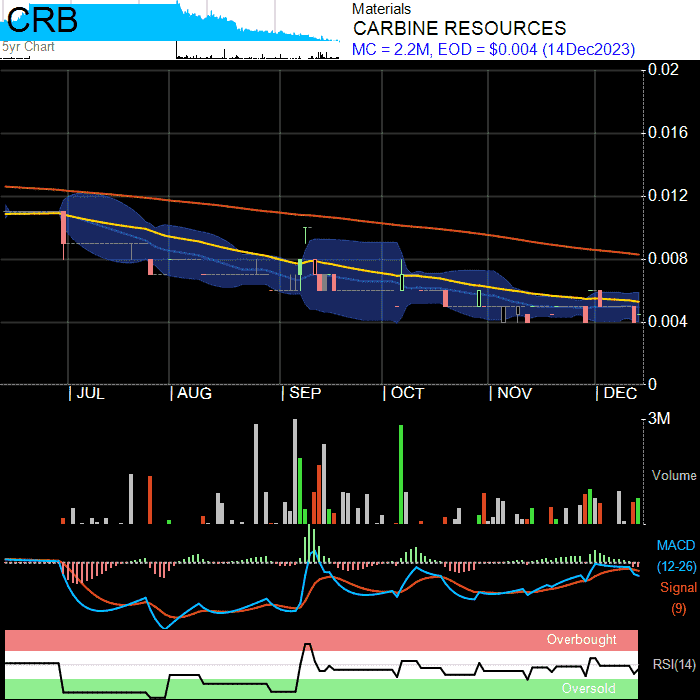 CRB
5yr Chart
Materials
CARBINE RESOURCES
MC = 2.2M, EOD = $0.004 (14Dec2023)
0.02
0.016
0.012
0.008
0.004
0
JUL AUG SEP OCT NOV DEC
3M
Volume
MACD
(12-26)
Signal
(9)
Overbought
RSI(14)
Oversold